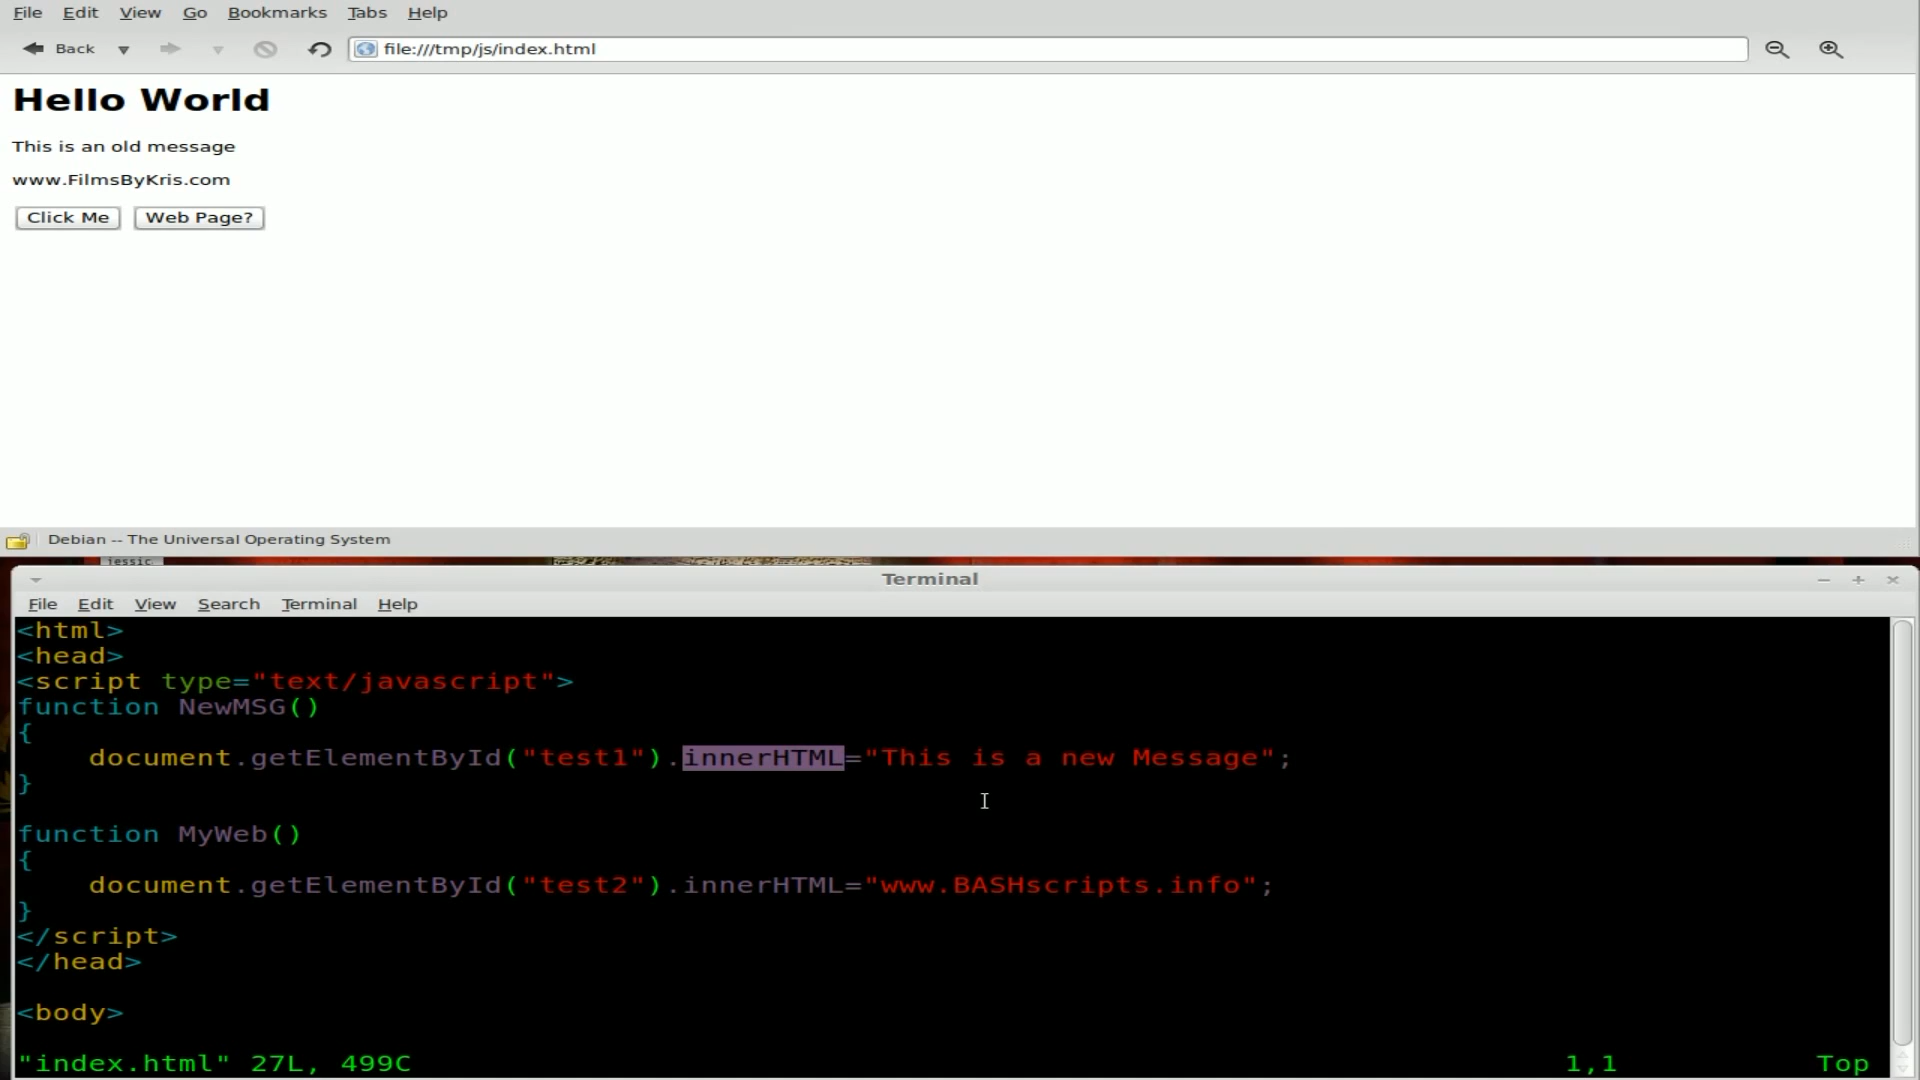 File Edit View Go Bookmarks Tabs Help
Back file:///tmp/js/index.html
Hello World
This is an old message
www.FilmsByKris.com
Click Me Web Page?
Debian -- The Universal Operating System
jessic
Terminal
File Edit View Search Terminal Help
<html>
<head>
<script type="text/javascript">
function NewMSG()
{
    document.getElementById("test1").innerHTML="This is a new Message";
}
function MyWeb()
{
    document.getElementById("test2").innerHTML="www.BASHscripts.info";
}
</script>
</head>
<body>
"index.html" 27L, 499C 1,1 Top